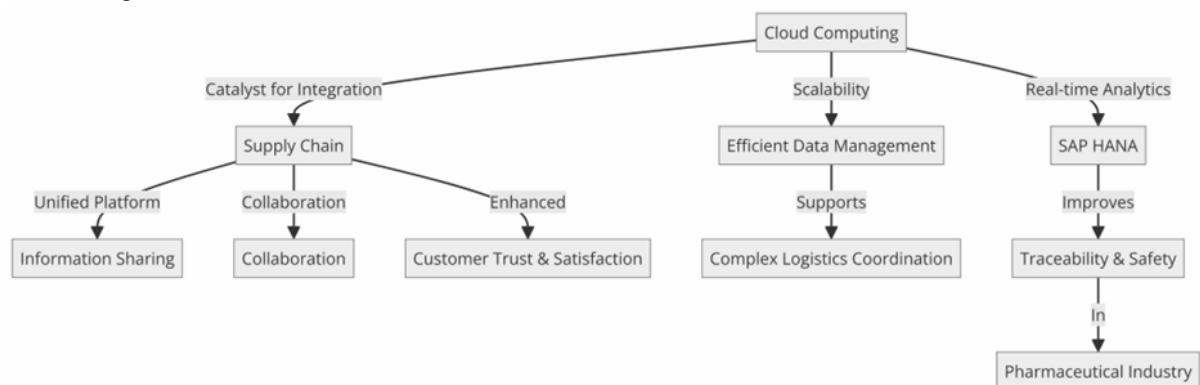 Cloud Computing
Catalyst for Integration
Scalability
Real-time Analytics
Supply Chain
Efficient Data Management
SAP HANA
Unified Platform
Collaboration
Enhanced
Supports
Improves
Information Sharing
Collaboration
Customer Trust & Satisfaction
Complex Logistics Coordination
Traceability & Safety
In
Pharmaceutical Industry